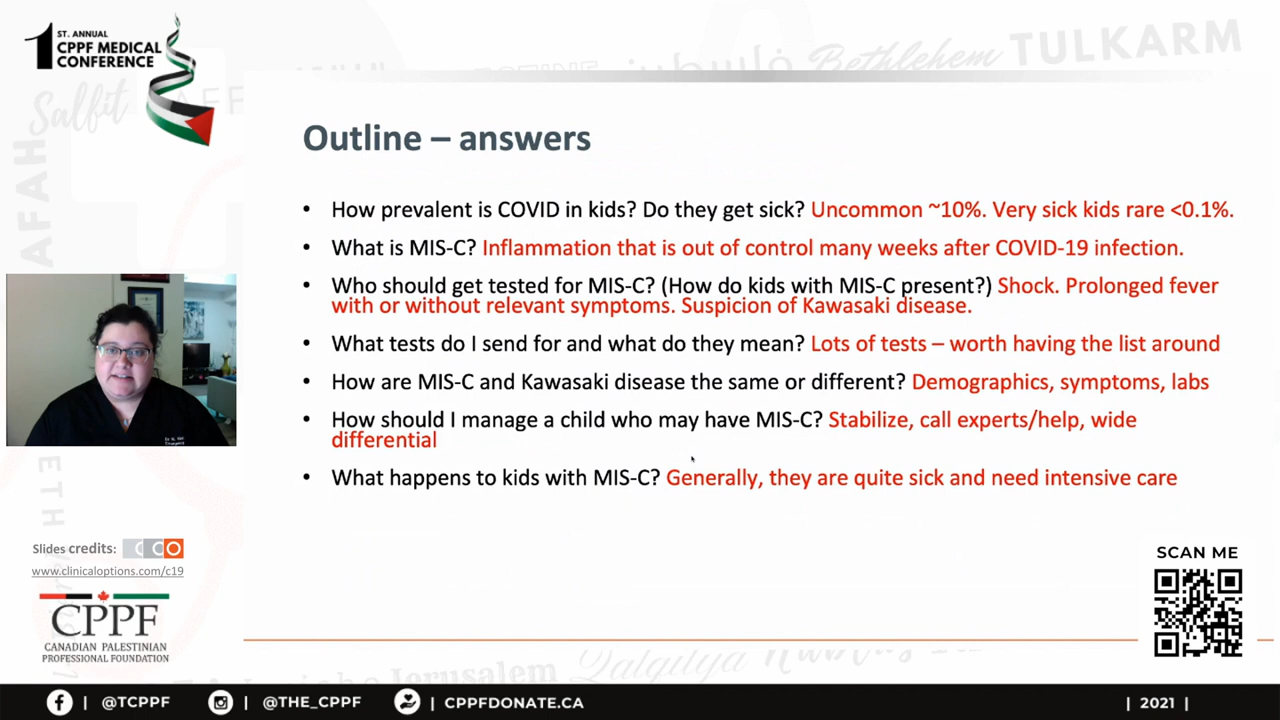 1 ST. ANNUAL
CPPF MEDICAL
CONFERENCE
Salfit
TULKARM
Bethlehem
AFAH
Outline – answers
• How prevalent is COVID in kids? Do they get sick? Uncommon ~10%. Very sick kids rare <0.1%.
• What is MIS-C? Inflammation that is out of control many weeks after COVID-19 infection.
• Who should get tested for MIS-C? (How do kids with MIS-C present?) Shock. Prolonged fever
with or without relevant symptoms. Suspicion of Kawasaki disease.
• What tests do I send for and what do they mean? Lots of tests – worth having the list around
• How are MIS-C and Kawasaki disease the same or different? Demographics, symptoms, labs
• How should I manage a child who may have MIS-C? Stabilize, call experts/help, wide
differential
• What happens to kids with MIS-C? Generally, they are quite sick and need intensive care
Slides credits: CCO
www.clinicaloptions.com/c19
CPPF
CANADIAN PALESTINIAN
PROFESSIONAL FOUNDATION
SCAN ME
Jerusalem
Qalqilya
@TCPPF | @THE_CPPF | CPPFDONATE.CA
| 2021 |